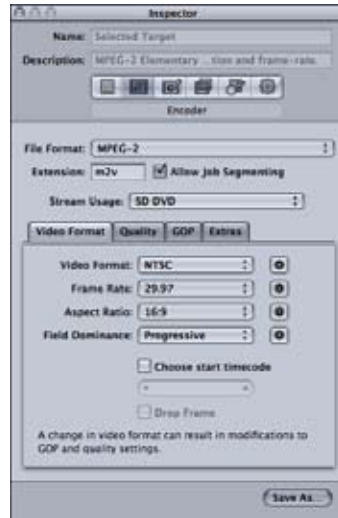 Inspector
Name: Selected Target
Description: MPEG-2 Elementary ...tion and frame-rate.
Encoder
File Format: MPEG-2
Extension: m2v Allow Job Segmenting
Stream Usage: SD DVD
Video Format Quality GOP Extras
Video Format: NTSC
Frame Rate: 29.97
Aspect Ratio: 16:9
Field Dominance: Progressive
Choose start timecode
Drop Frame
A change in video format can result in modifications to
GOP and quality settings.
Save As...